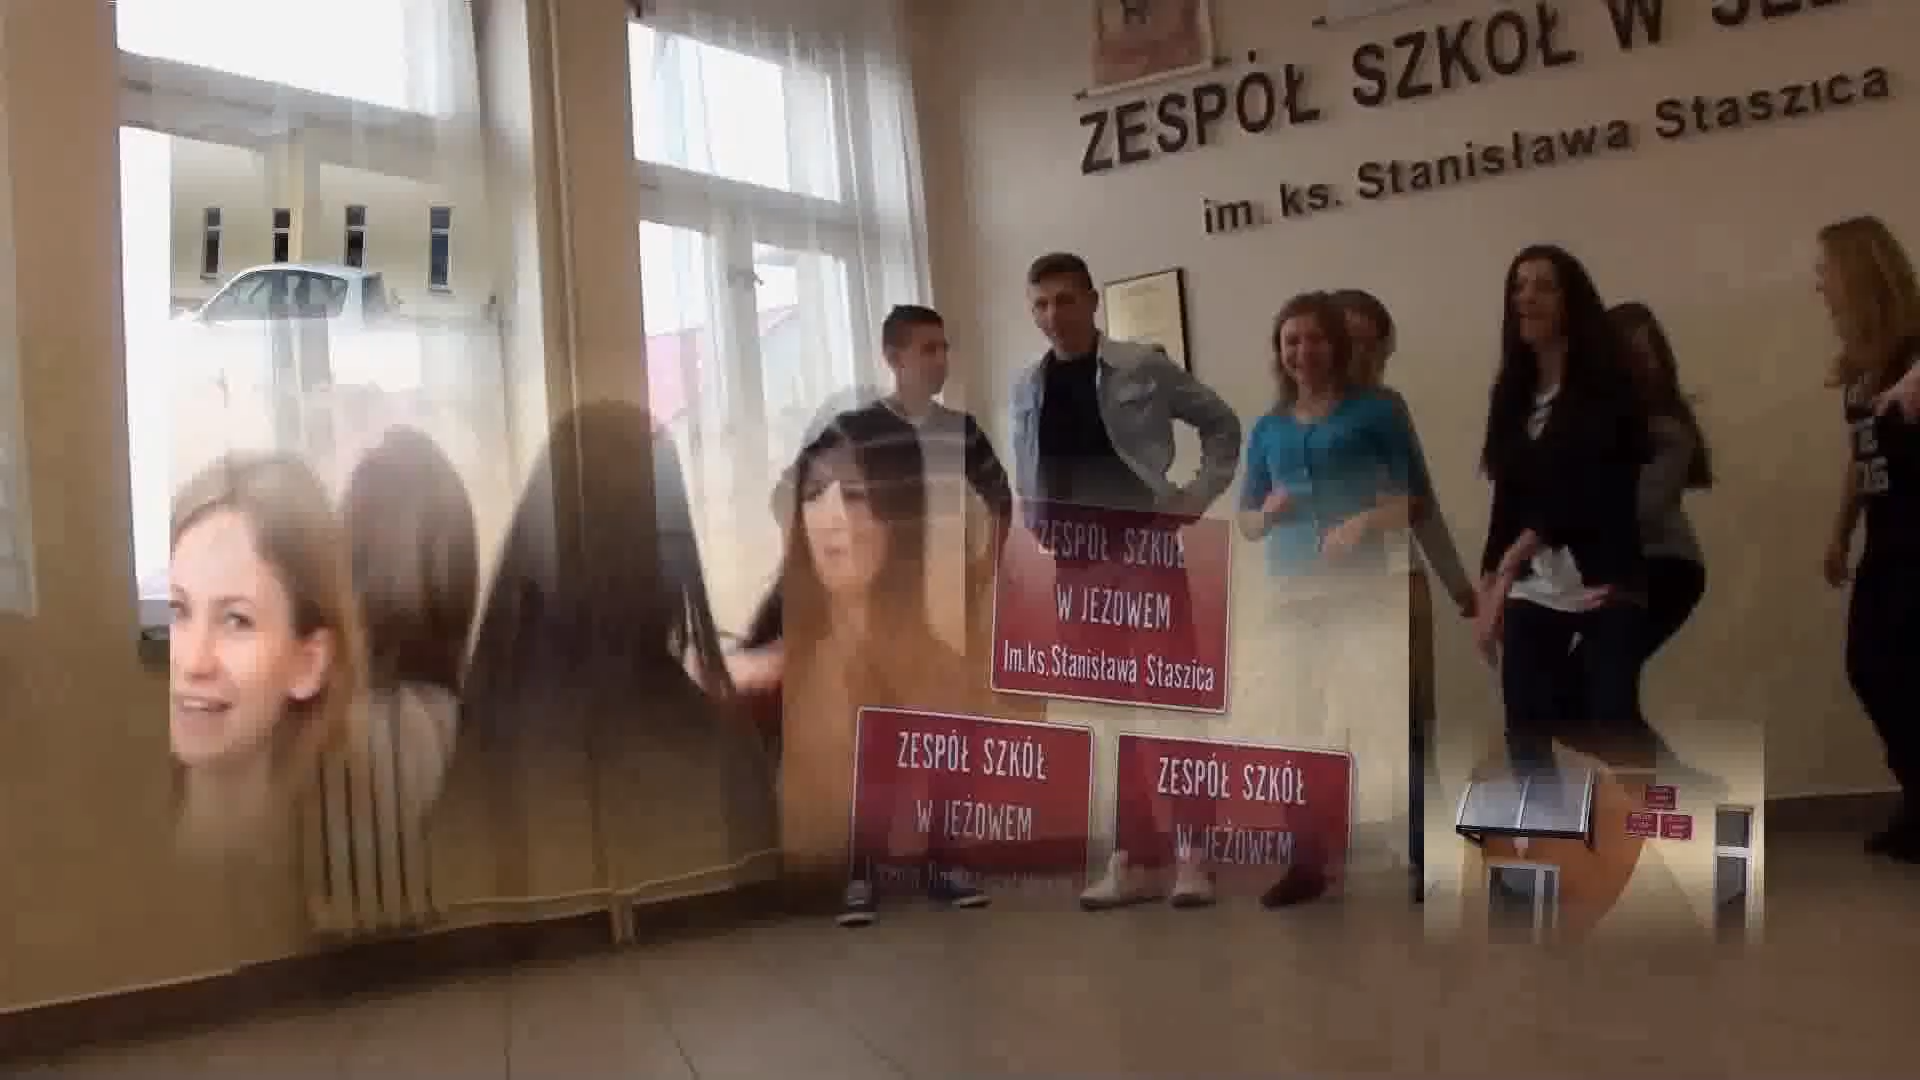 ZESPÓŁ SZKÓŁ W JEŻ
im. ks. Stanisława Staszica
ZESPÓŁ SZKÓŁ
W JEŻOWEM
Im.ks.Stanisława Staszica
ZESPÓŁ SZKÓŁ
W JEŻOWEM
ZESPÓŁ SZKÓŁ
W JEŻOWEM